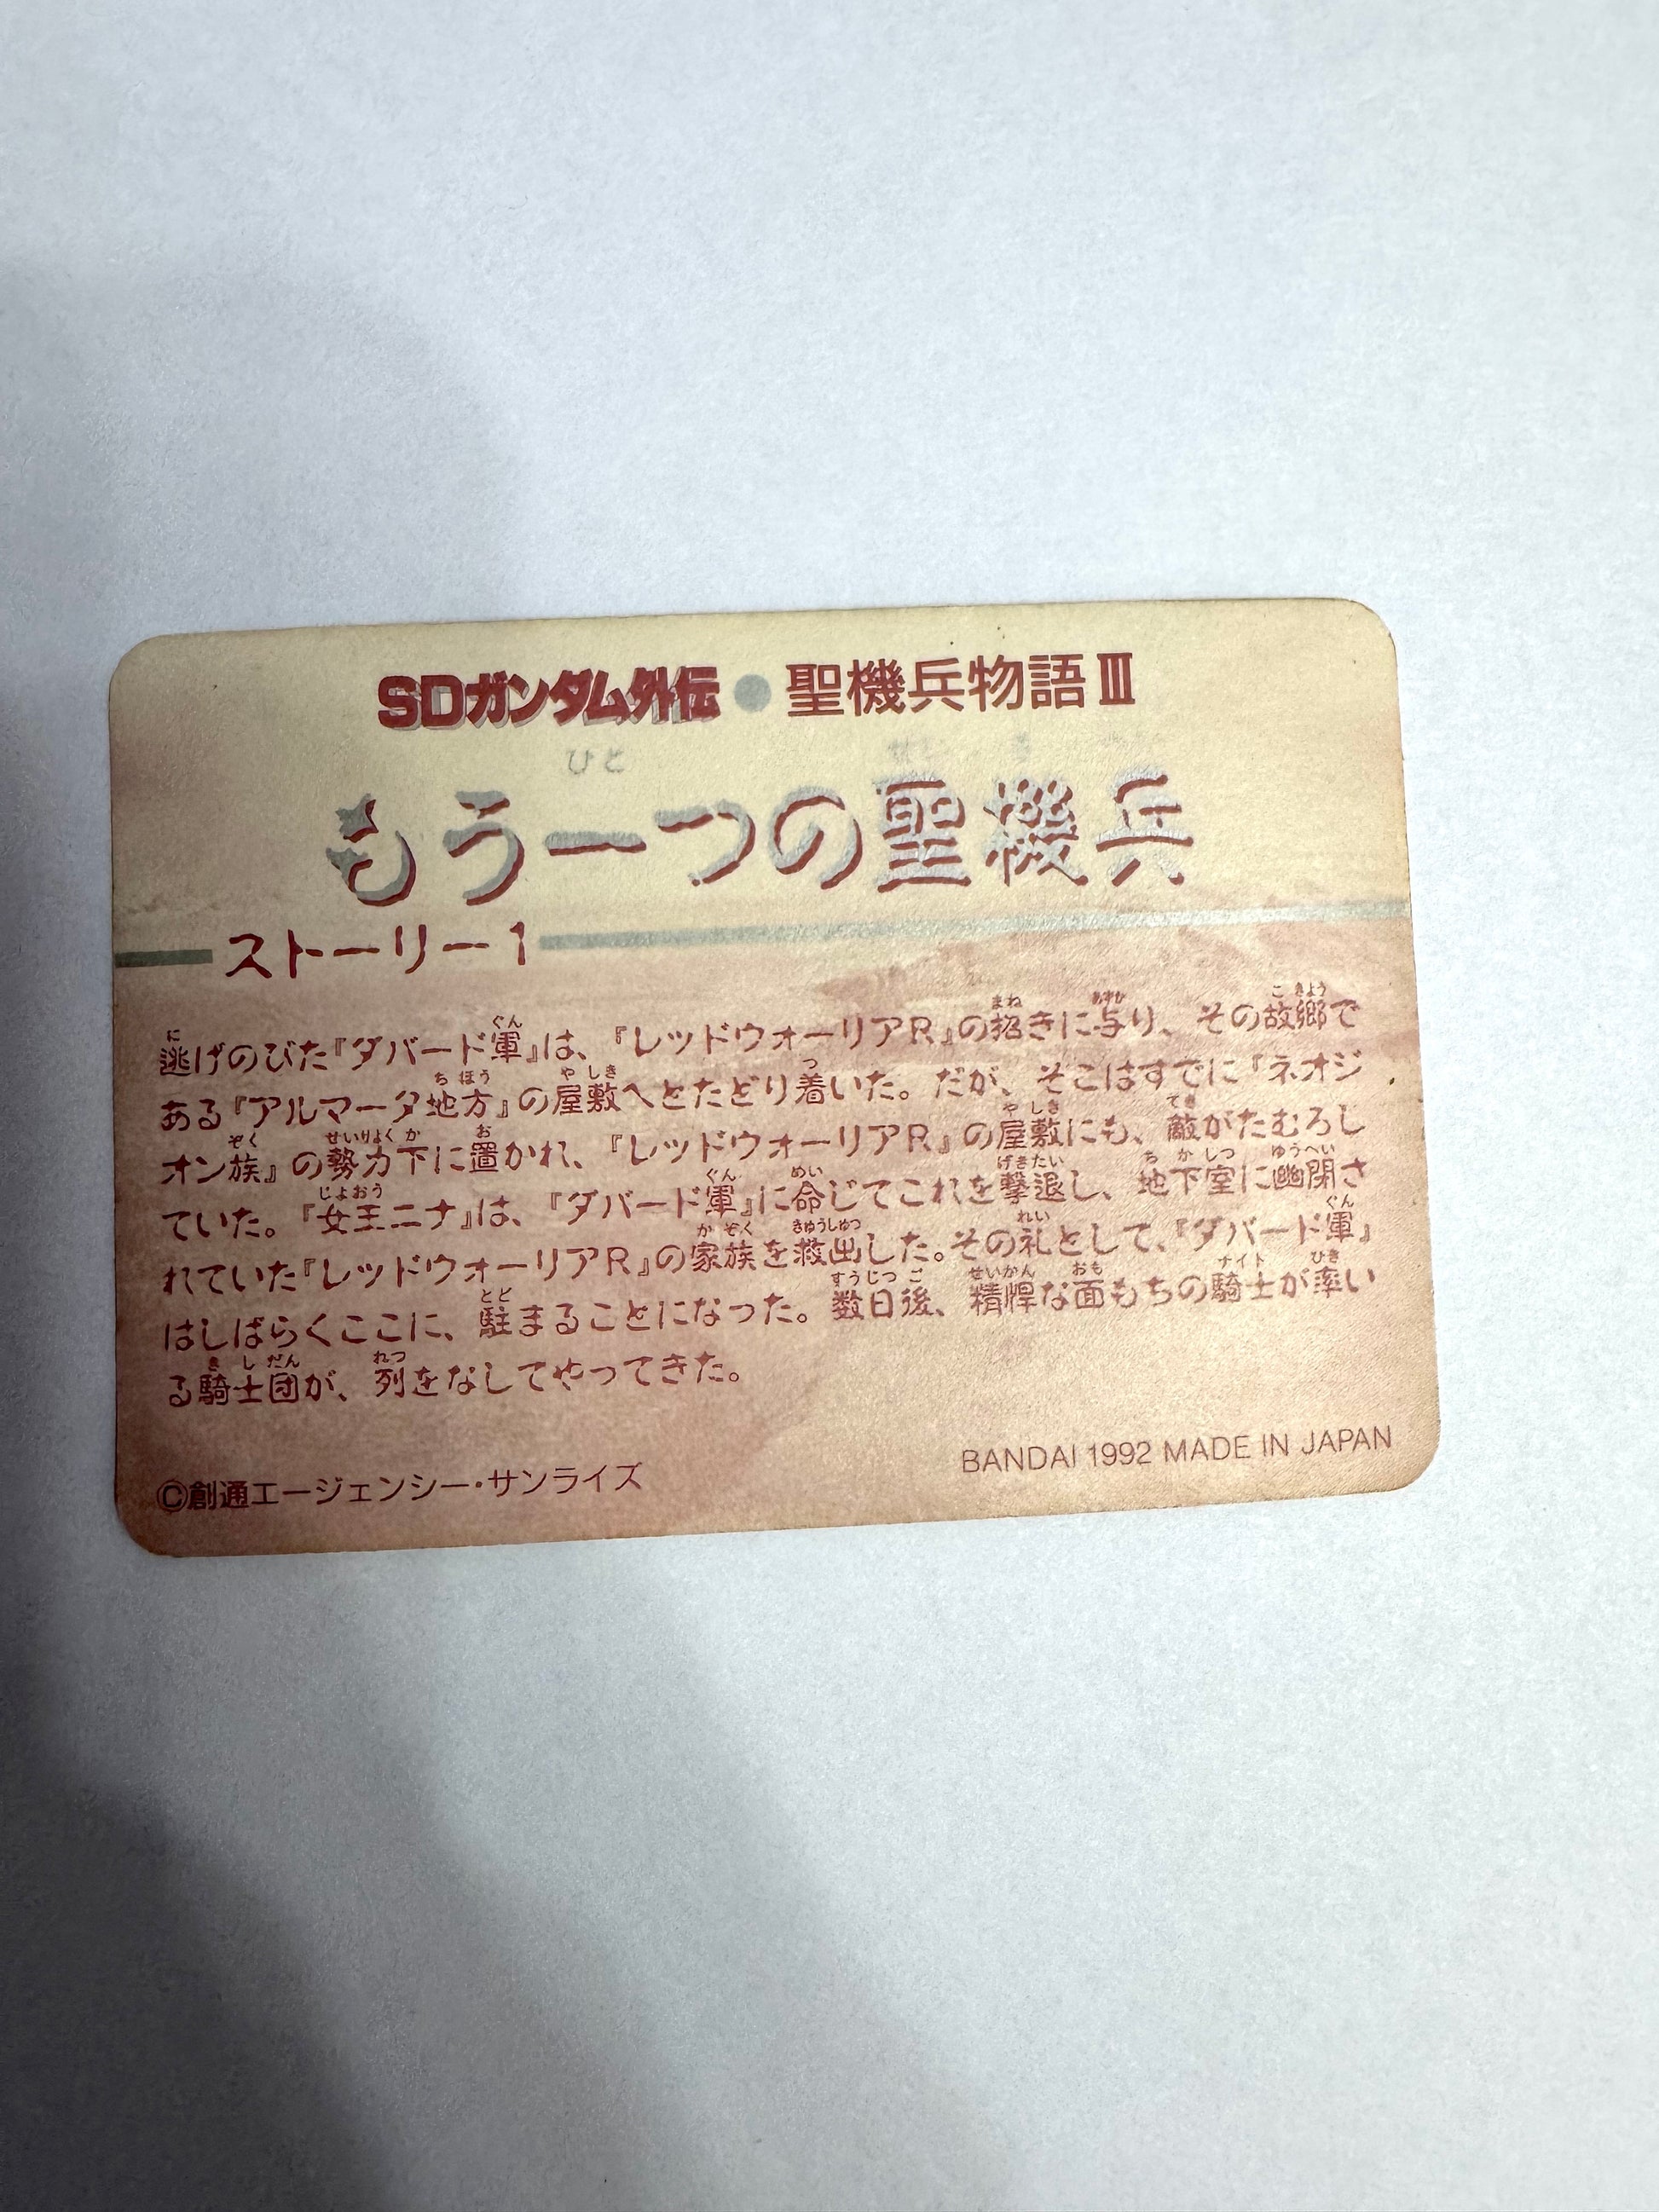 SDガンダム外伝●聖機兵物語Ⅲ
もう一つの聖機兵
ストーリー1
逃げのびた『ダバード軍』は、『レッドウォーリアR』の招きに与り、その故郷で
ある『アルマータ地方』の屋敷へとたどり着いた。だが、そこはすでに『ネオジ
オン族』の勢力下に置かれ、『レッドウォーリアR』の屋敷にも、敵がたむろし
ていた。『女王ニナ』は、『ダバード軍』に命じてこれを撃退し、地下室に幽閉さ
れていた『レッドウォーリアR』の家族を救出した。その礼として、『ダバード軍』
はしばらくここに、駐まることになった。数日後、精悍な面もちの騎士が率い
る騎士団が、列をなしてやってきた。
©創通エージェンシー・サンライズ
BANDAI 1992 MADE IN JAPAN